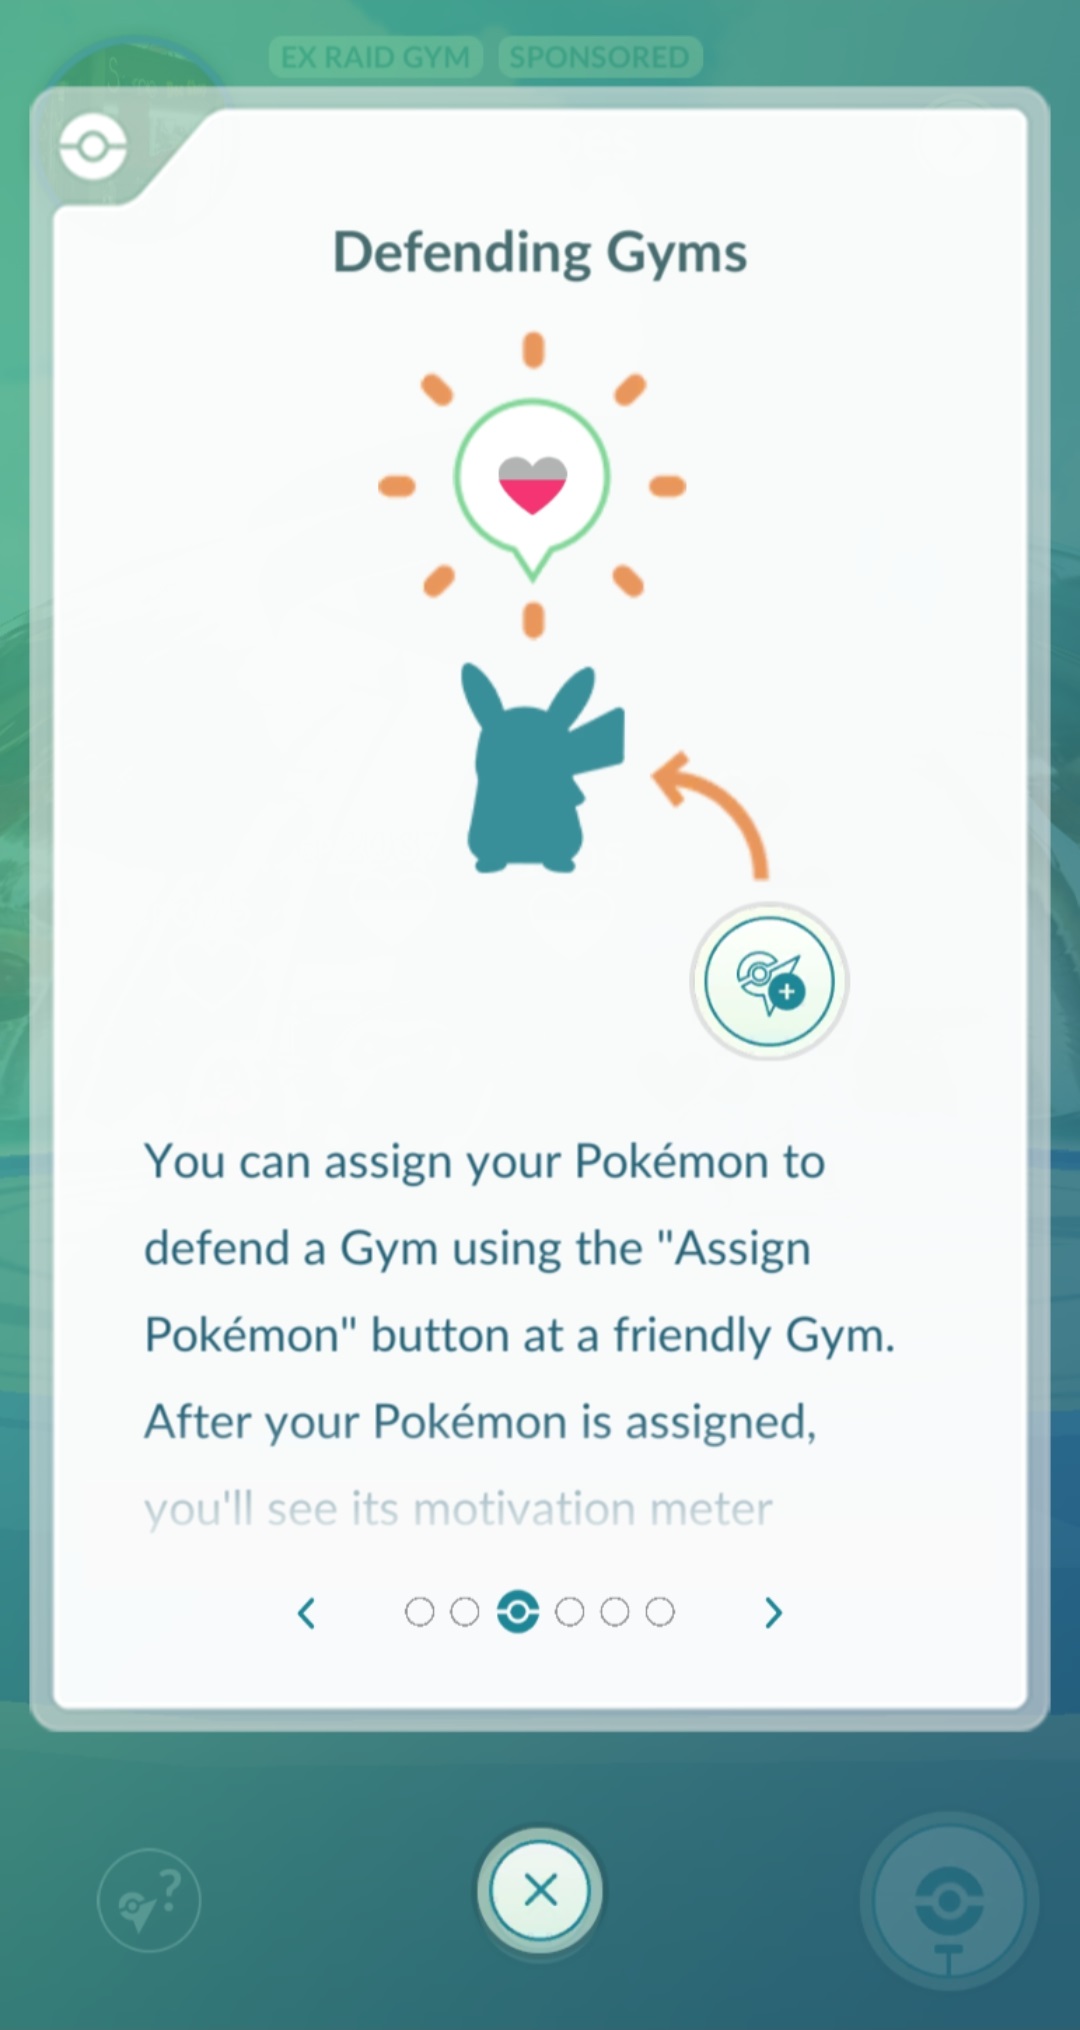 EX RAID GYM SPONSORED
Defending Gyms
You can assign your Pokémon to
defend a Gym using the "Assign
Pokémon" button at a friendly Gym.
After your Pokémon is assigned,
you'll see its motivation meter
?